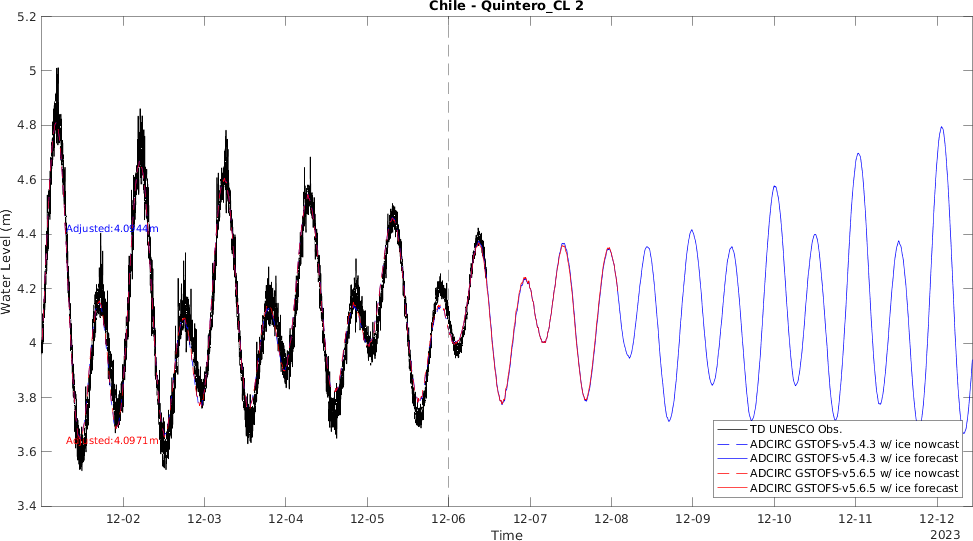 Chile - Quintero_CL 2
5.2
5
4.8
4.6
4.4
4.2
4
3.8
3.6
3.4
Water Level (m)
Adjusted:4.0944m
Adjusted:4.0971m
TD UNESCO Obs.
ADCIRC GSTOFS-v5.4.3 w/ ice nowcast
ADCIRC GSTOFS-v5.4.3 w/ ice forecast
ADCIRC GSTOFS-v5.6.5 w/ ice nowcast
ADCIRC GSTOFS-v5.6.5 w/ ice forecast
12-02 12-03 12-04 12-05 12-06 12-07 12-08 12-09 12-10 12-11 12-12
Time
2023